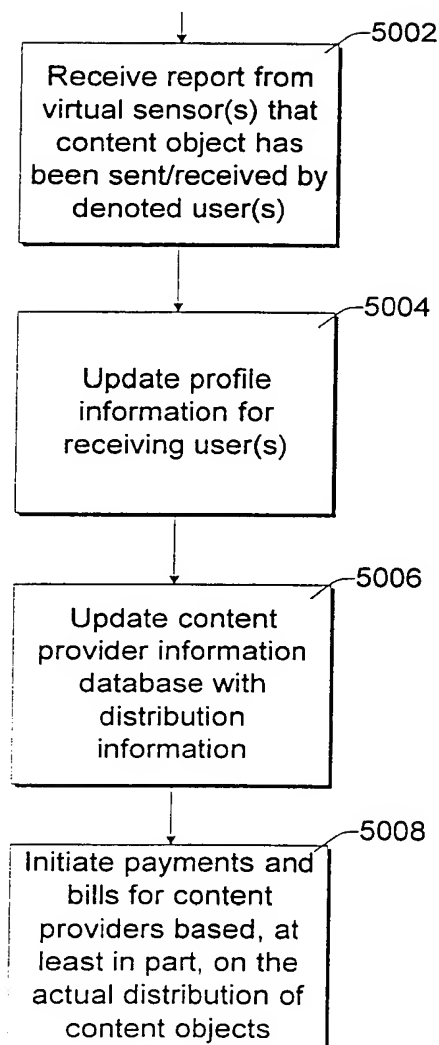 5002
Receive report from
virtual sensor(s) that
content object has
been sent/received by
denoted user(s)
5004
Update profile
information for
receiving user(s)
5006
Update content
provider information
database with
distribution
information
5008
Initiate payments and
bills for content
providers based, at
least in part, on the
actual distribution of
content objects